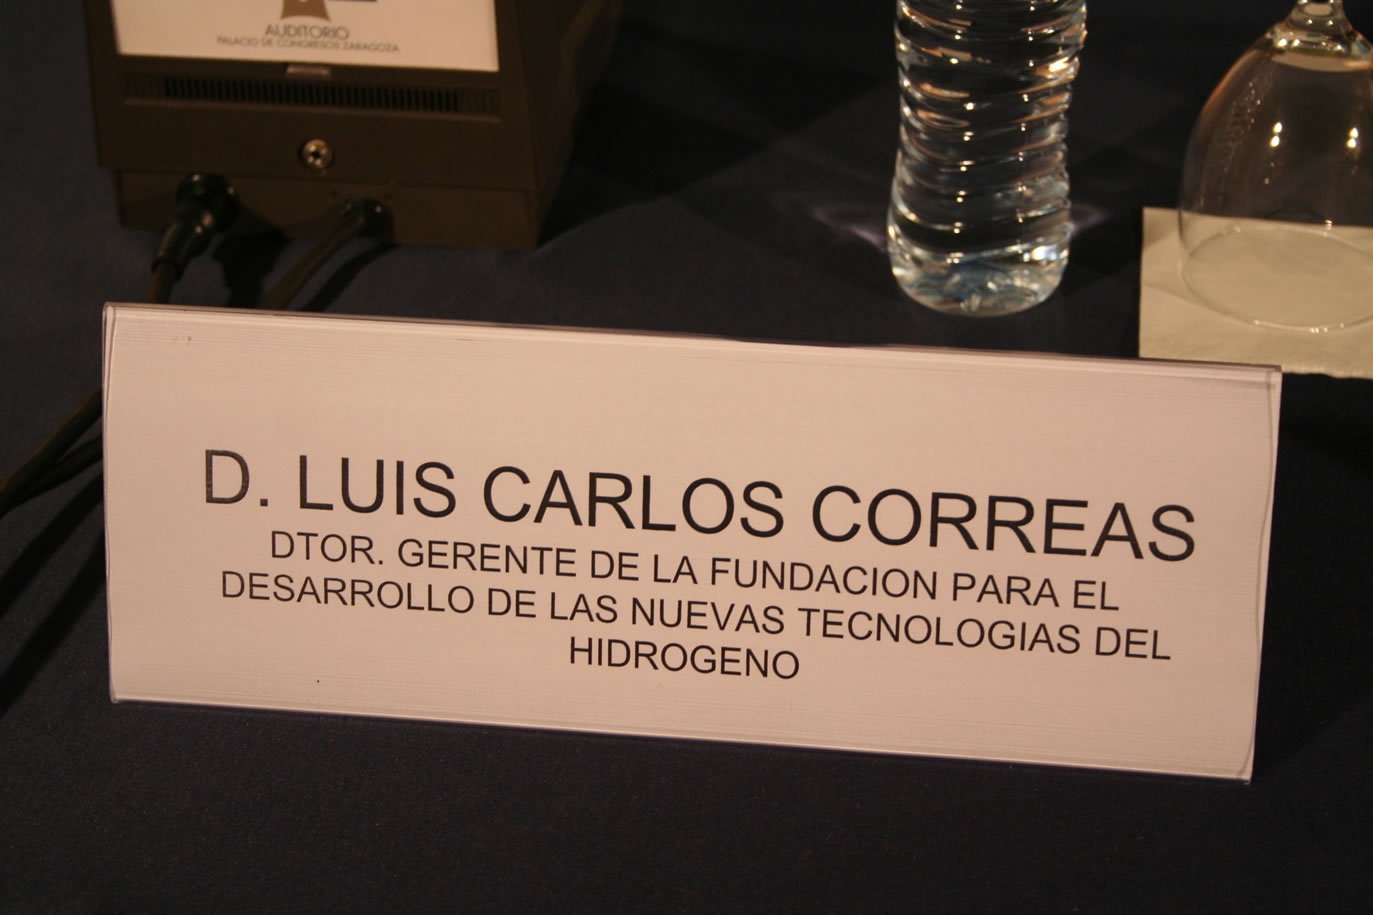 AUDITORIO
PALACIO DE CONGRESOS ZARAGOZA
D. LUIS CARLOS CORREAS
DTOR. GERENTE DE LA FUNDACION PARA EL
DESARROLLO DE LAS NUEVAS TECNOLOGIAS DEL
HIDROGENO